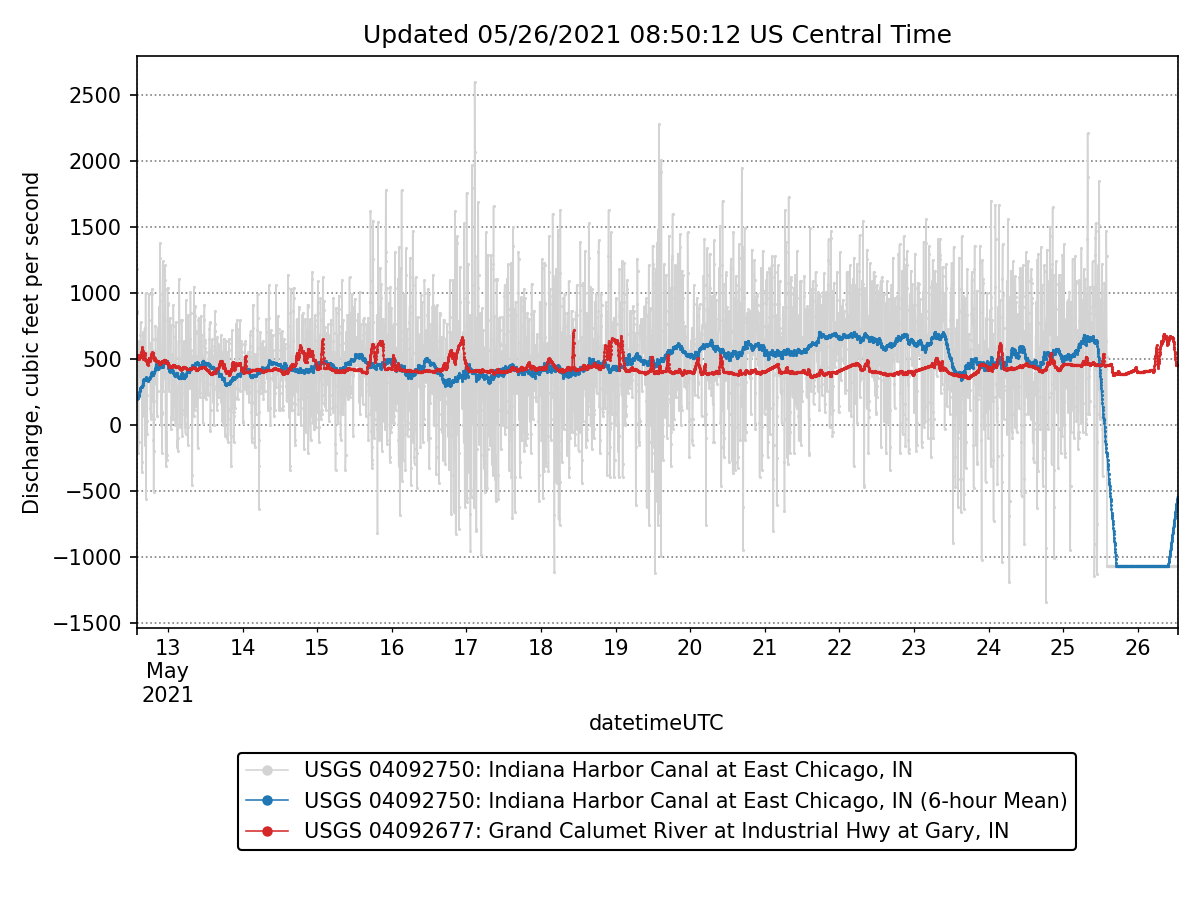 Updated 05/26/2021 08:50:12 US Central Time
Discharge, cubic feet per second
2500
2000
1500
1000
500
0
−500
−1000
−1500
13 14 15 16 17 18 19 20 21 22 23 24 25 26
May
2021
datetimeUTC
USGS 04092750: Indiana Harbor Canal at East Chicago, IN
USGS 04092750: Indiana Harbor Canal at East Chicago, IN (6-hour Mean)
USGS 04092677: Grand Calumet River at Industrial Hwy at Gary, IN